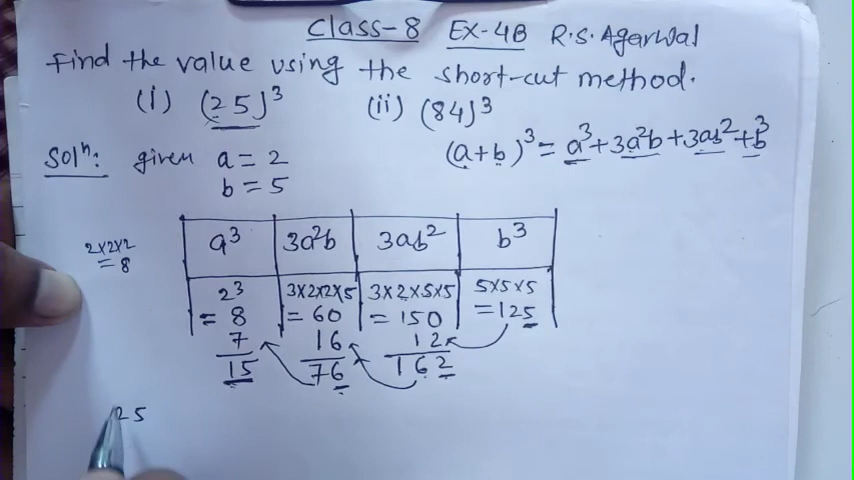 Class-8 EX-4B R.S. Agarwal
Find the value using the short-cut method.
(i) (25)³ (ii) (84)³
Solⁿ: given a = 2 (a+b)³ = a³+3a²b+3ab²+b³
b = 5
a³ 3a²b 3ab² b³
2×2×2 = 8
2³ 3×2×2×5 3×2×5×5 5×5×5
= 8 = 60 = 150 =125
7 16 12
15 76 162
25